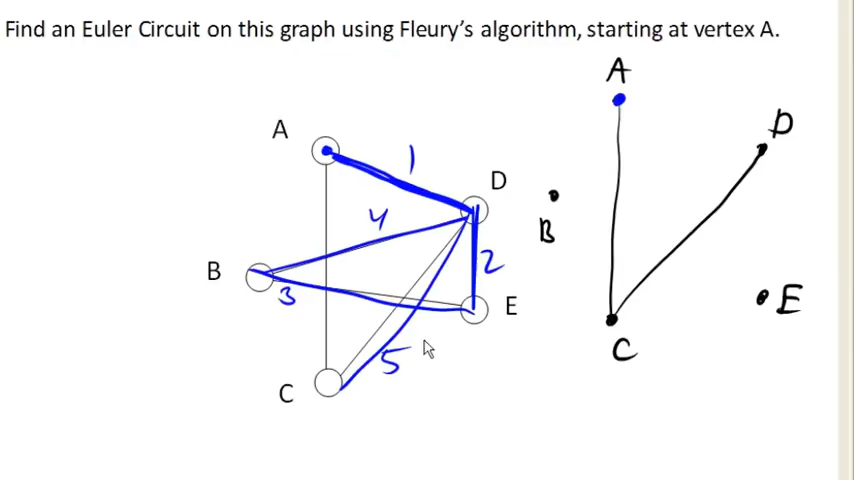 Find an Euler Circuit on this graph using Fleury's algorithm, starting at vertex A.
A
A
1
D
D
4
B
B
2
3
E
E
5
C
C